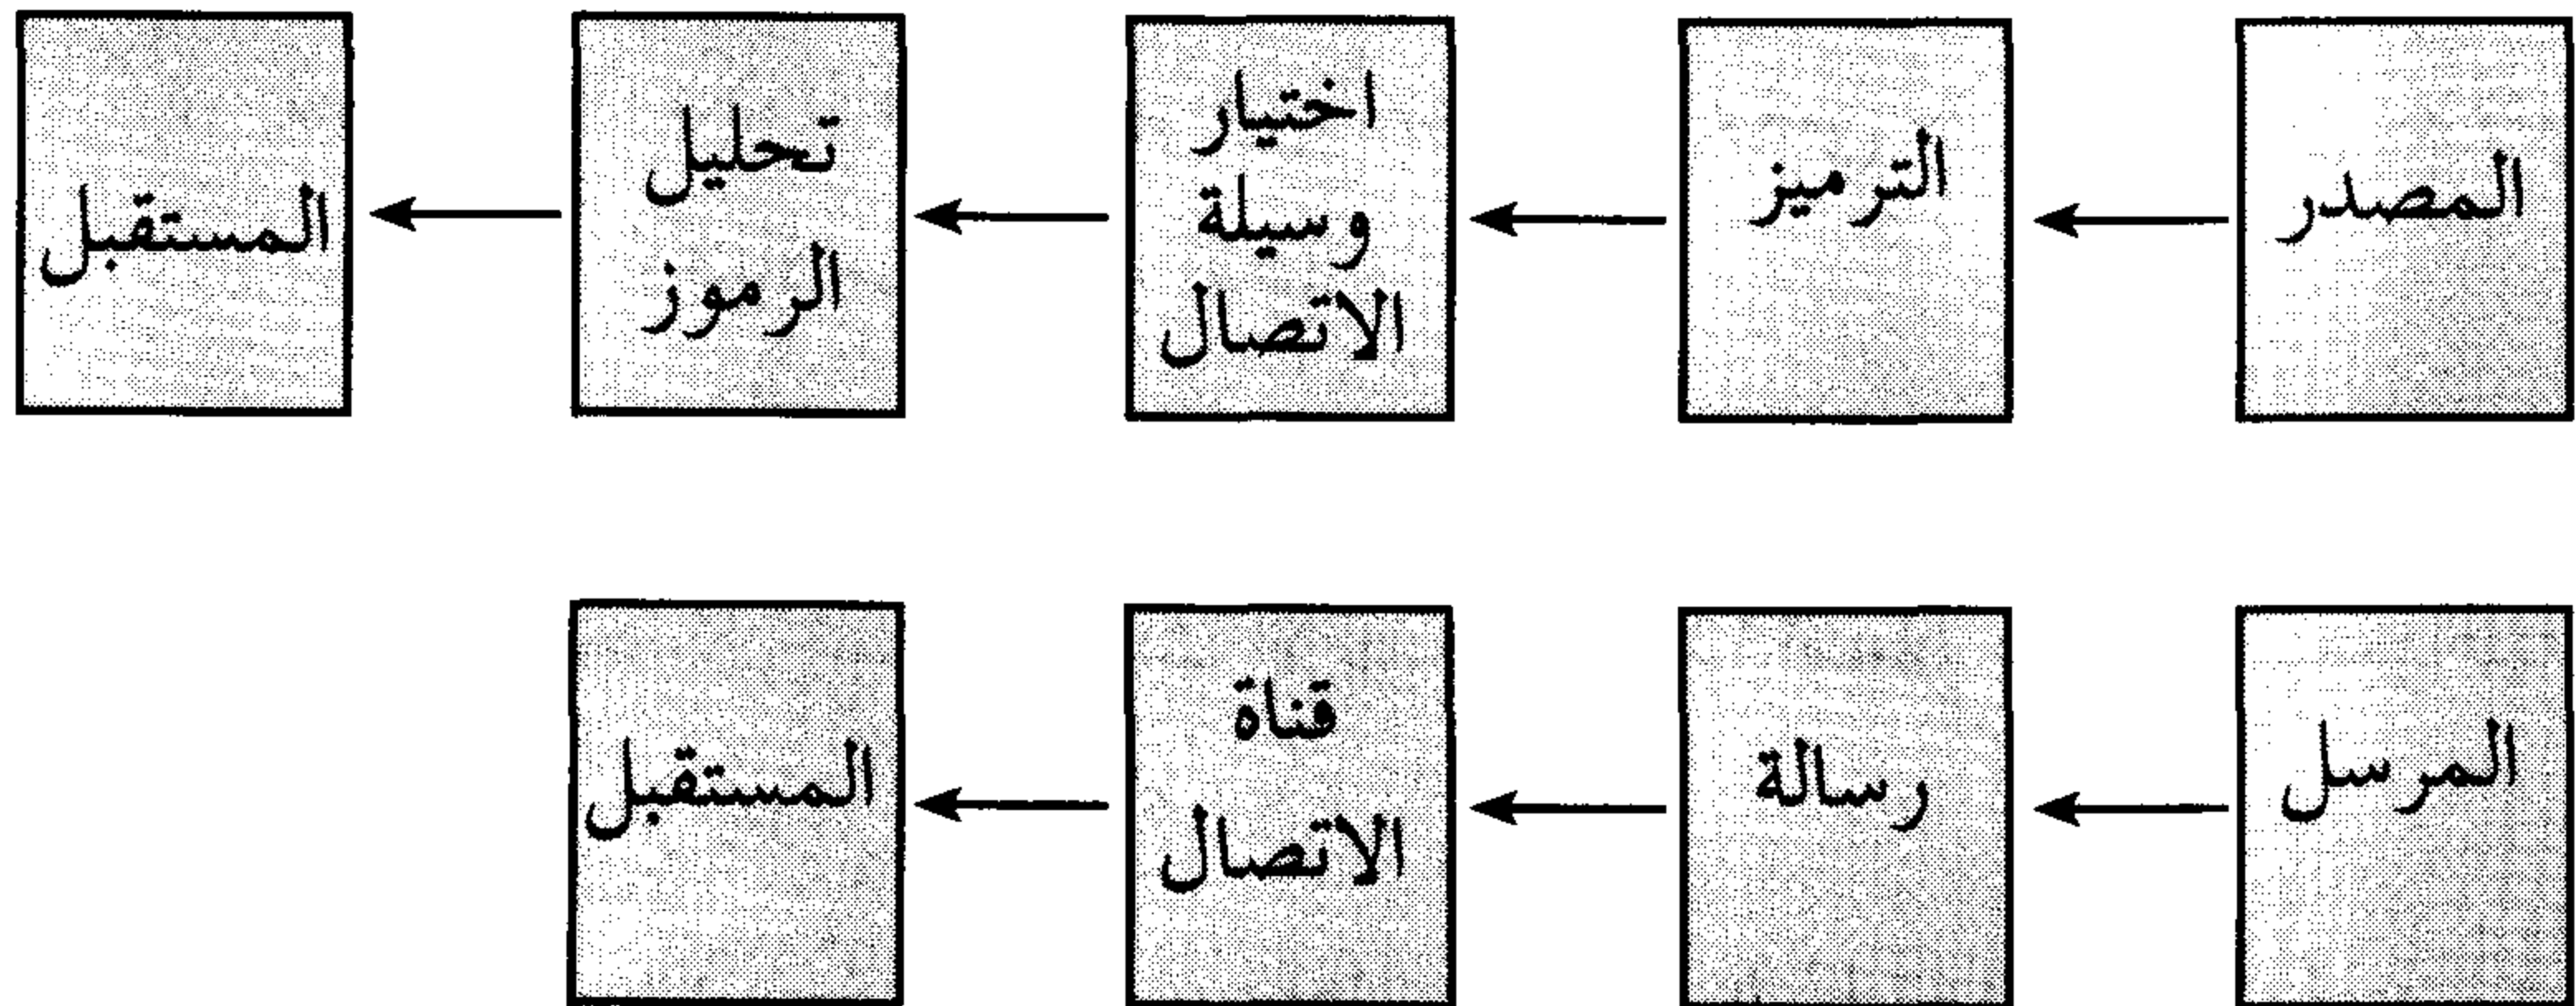 المصدر
الترميز
اختيار
وسيلة
الاتصال
تحليل
الرموز
المستقبل
المرسل
رسالة
قناة
الاتصال
المستقبل